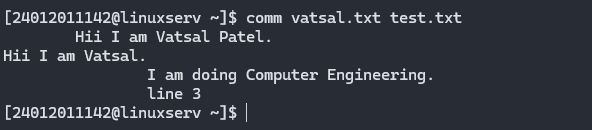 [24012011142@linuxserv ~]$ comm vatsal.txt test.txt
        Hii I am Vatsal Patel.
Hii I am Vatsal.
                I am doing Computer Engineering.
                line 3
[24012011142@linuxserv ~]$